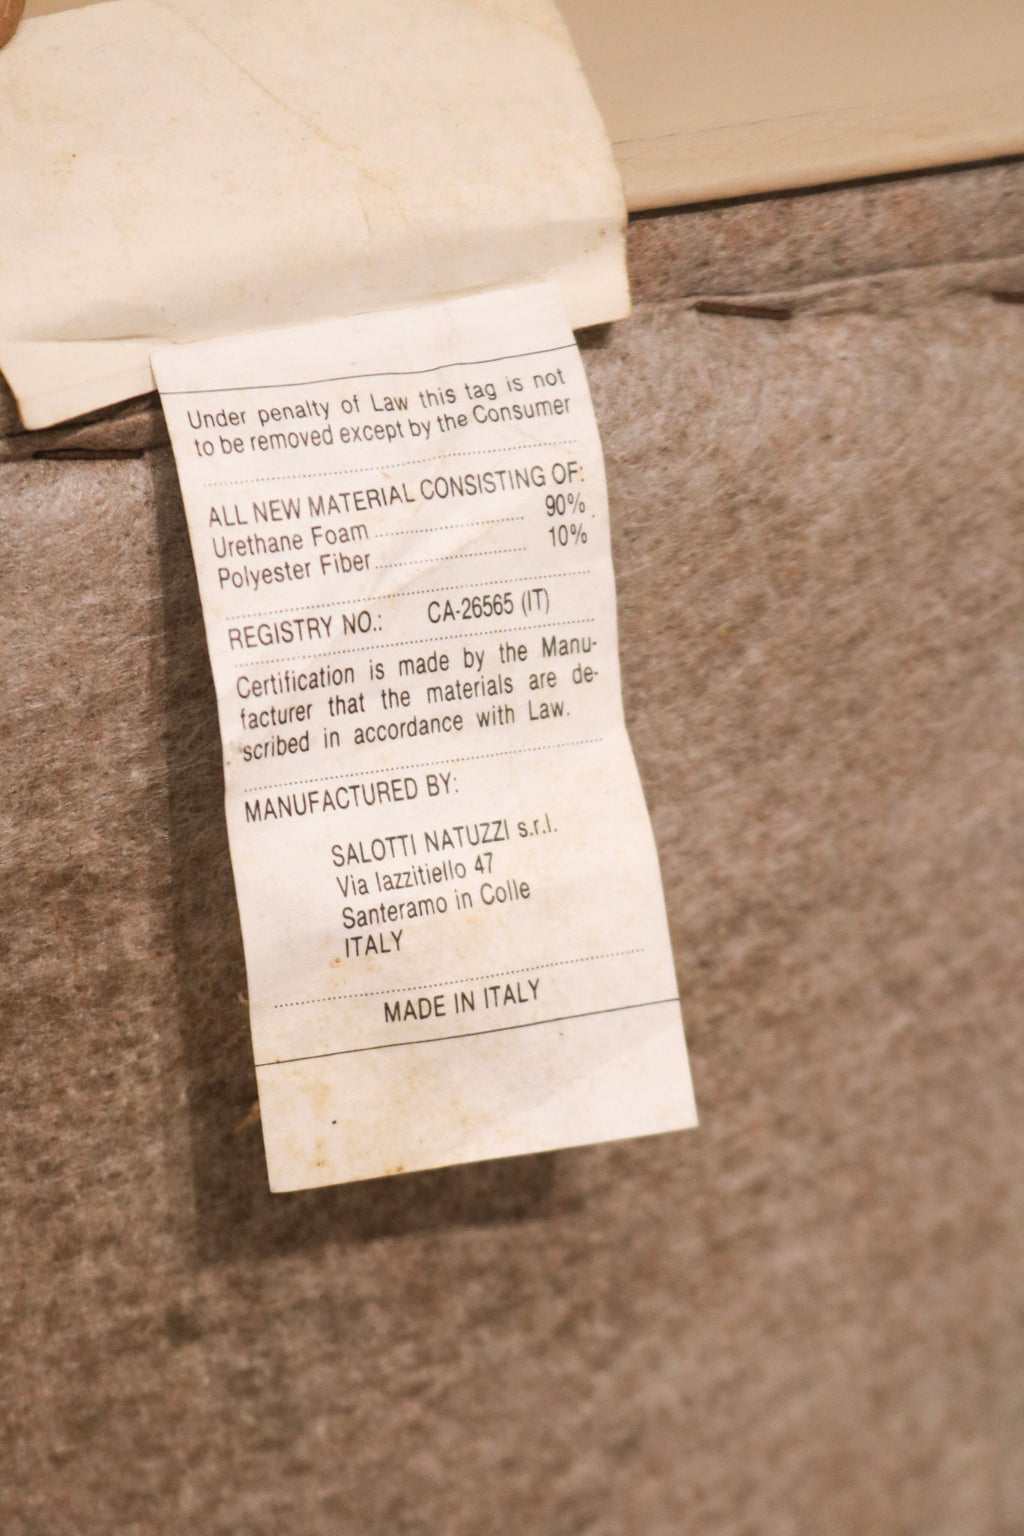 Under penalty of Law this tag is not
to be removed except by the Consumer
ALL NEW MATERIAL CONSISTING OF:
Urethane Foam .................................... 90%
Polyester Fiber .................................... 10%
REGISTRY NO.: CA-26565 (IT)
Certification is made by the Manu-
facturer that the materials are de-
scribed in accordance with Law.
MANUFACTURED BY:
SALOTTI NATUZZI s.r.l.
Via Iazzitiello 47
Santeramo in Colle
ITALY
MADE IN ITALY